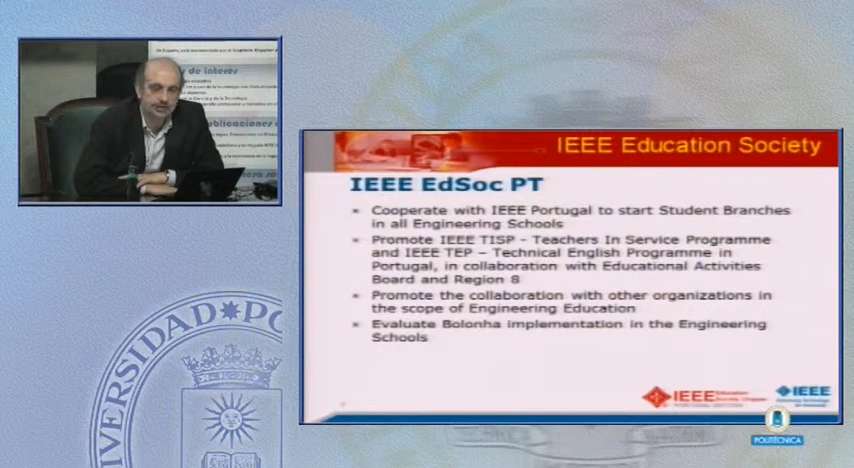 de interes
IEEE Education Society
IEEE EdSoc PT
Cooperate with IEEE Portugal to start Student Branches
in all Engineering Schools
Promote IEEE TISP - Teachers In Service Programme
and IEEE TEP – Technical English Programme in
Portugal, in collaboration with Educational Activities
Board and Region 8
Promote the collaboration with other organizations in
the scope of Engineering Education
Evaluate Bolonha implementation in the Engineering
Schools
IEEE Education
IEEE
POLITÉCNICA